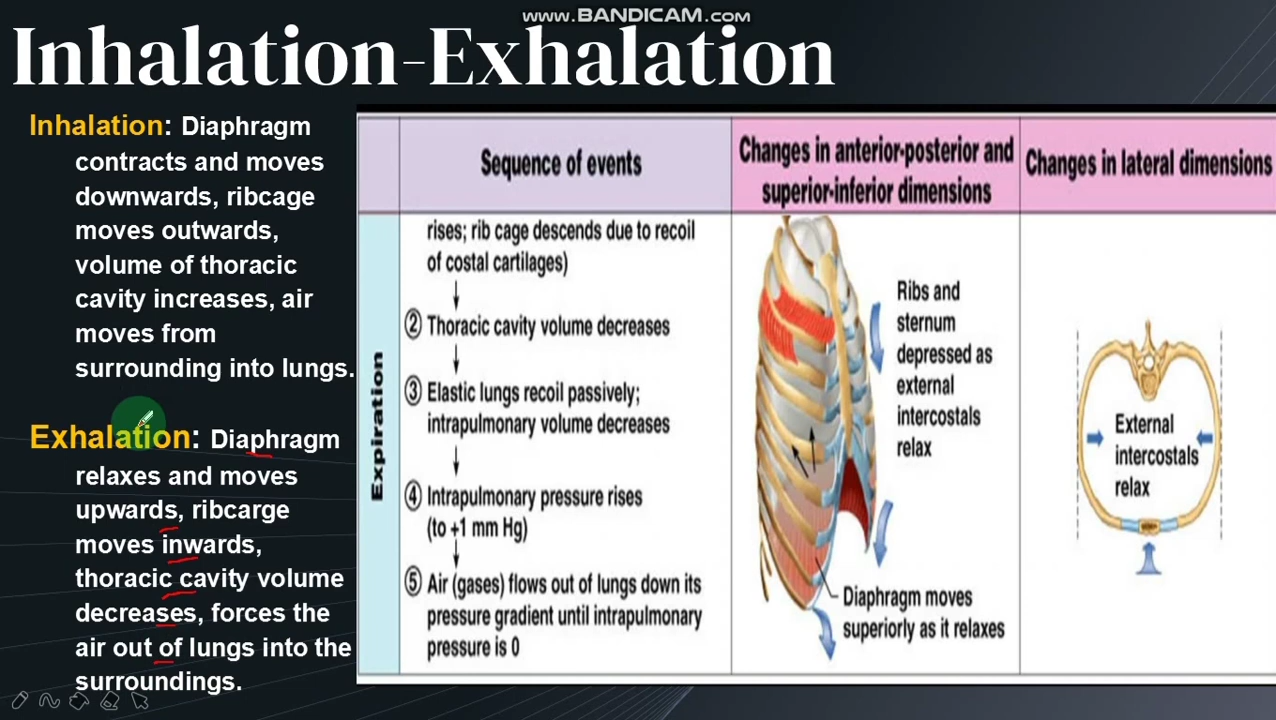 www.BANDICAM.com
Inhalation-Exhalation
Inhalation: Diaphragm
contracts and moves
downwards, ribcage
moves outwards,
volume of thoracic
cavity increases, air
moves from
surrounding into lungs.
Exhalation: Diaphragm
relaxes and moves
upwards, ribcarge
moves inwards,
thoracic cavity volume
decreases, forces the
air out of lungs into the
surroundings.
Sequence of events
Changes in anterior-posterior and
superior-inferior dimensions
Changes in lateral dimensions
Expiration
rises; rib cage descends due to recoil
of costal cartilages)
② Thoracic cavity volume decreases
③ Elastic lungs recoil passively;
intrapulmonary volume decreases
④ Intrapulmonary pressure rises
(to +1 mm Hg)
⑤ Air (gases) flows out of lungs down its
pressure gradient until intrapulmonary
pressure is 0
Ribs and
sternum
depressed as
external
intercostals
relax
Diaphragm moves
superiorly as it relaxes
External
intercostals
relax